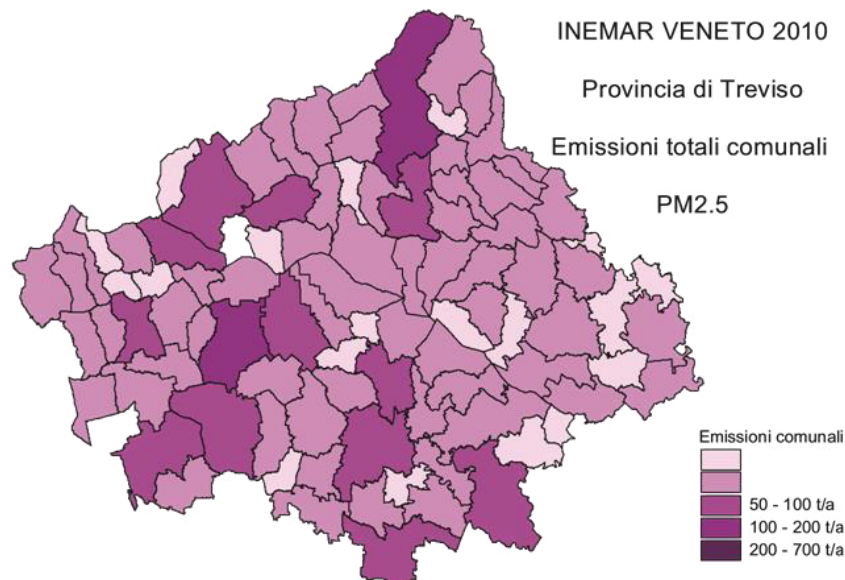 INEMAR VENETO 2010
Provincia di Treviso
Emissioni totali comunali
PM2.5
Emissioni comunali
50 - 100 t/a
100 - 200 t/a
200 - 700 t/a